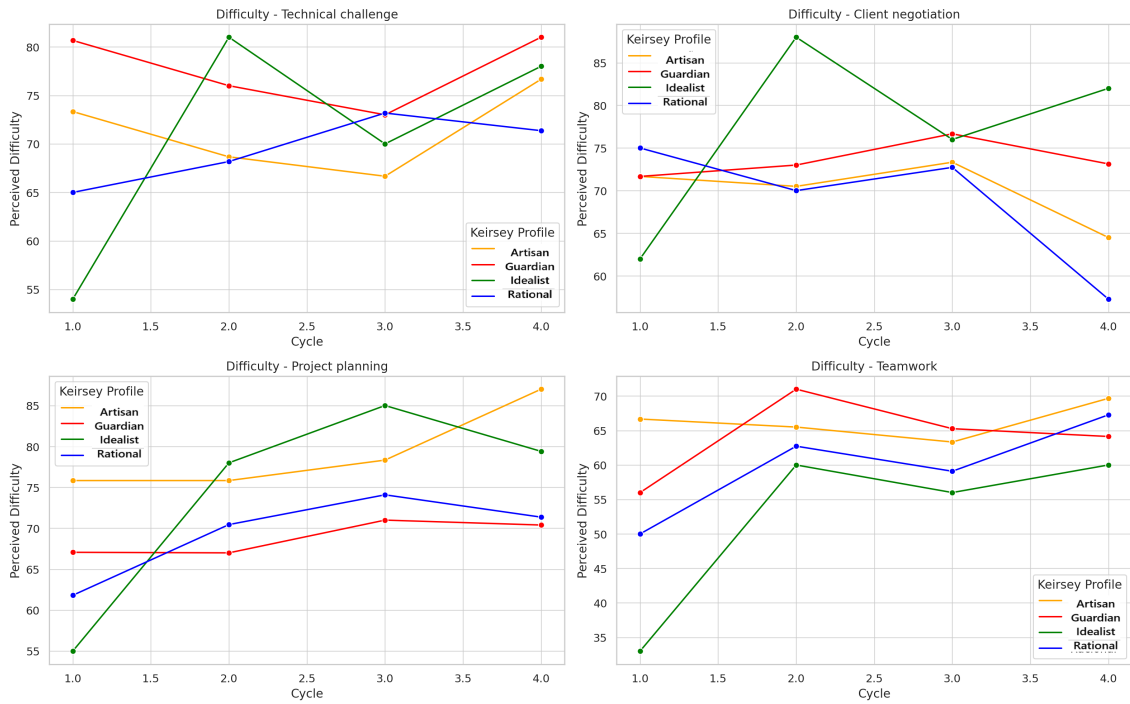 Difficulty - Technical challenge
Perceived Difficulty
80
75
70
65
60
55
1.0 1.5 2.0 2.5 3.0 3.5 4.0
Cycle
Keirsey Profile
Artisan
Guardian
Idealist
Rational
Difficulty - Client negotiation
Perceived Difficulty
85
80
75
70
65
60
1.0 1.5 2.0 2.5 3.0 3.5 4.0
Cycle
Keirsey Profile
Artisan
Guardian
Idealist
Rational
Difficulty - Project planning
Perceived Difficulty
85
80
75
70
65
60
55
1.0 1.5 2.0 2.5 3.0 3.5 4.0
Cycle
Keirsey Profile
Artisan
Guardian
Idealist
Rational
Difficulty - Teamwork
Perceived Difficulty
70
65
60
55
50
45
40
35
1.0 1.5 2.0 2.5 3.0 3.5 4.0
Cycle
Keirsey Profile
Artisan
Guardian
Idealist
Rational